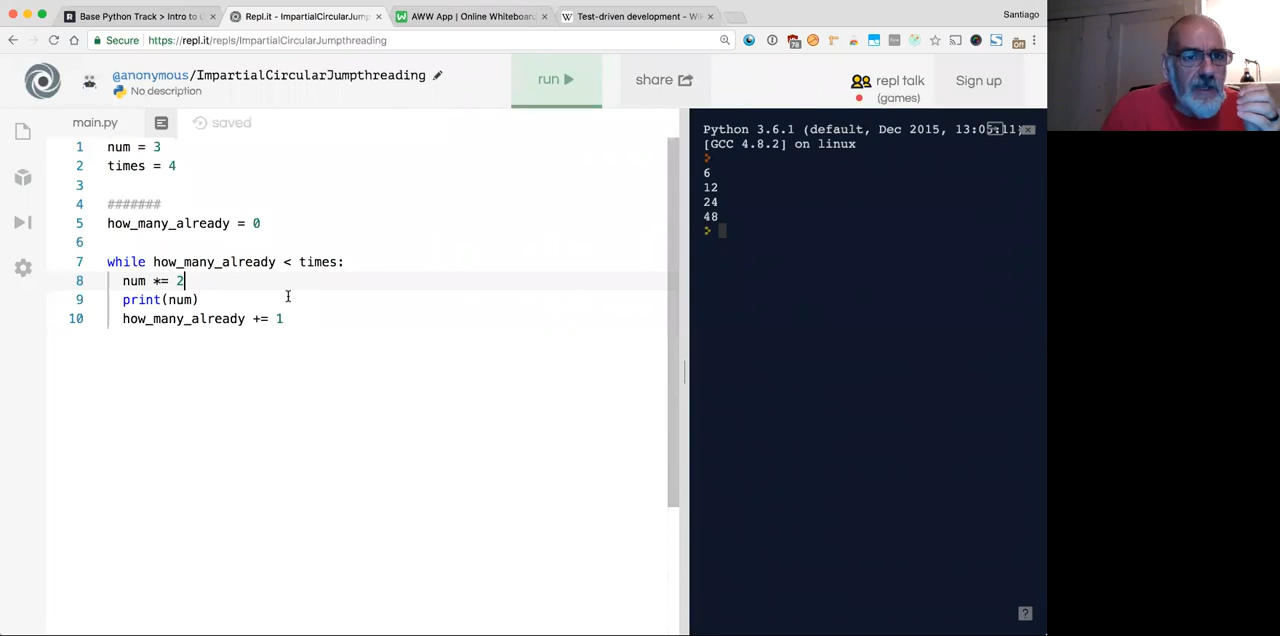 Base Python Track > Intro to
Repl.it - ImpartialCircularJump
AWW App | Online Whiteboard
Test-driven development - Wi
Santiago
Secure
https://repl.it/repls/ImpartialCircularJumpthreading
78
Off
@anonymous/ImpartialCircularJumpthreading
No description
run
share
repl talk
(games)
Sign up
main.py
saved
1 num = 3
2 times = 4
3
4 #######
5 how_many_already = 0
6
7 while how_many_already < times:
8 num *= 2
9 print(num)
10 how_many_already += 1
Python 3.6.1 (default, Dec 2015, 13:05:11)
[GCC 4.8.2] on linux
6
12
24
48
?